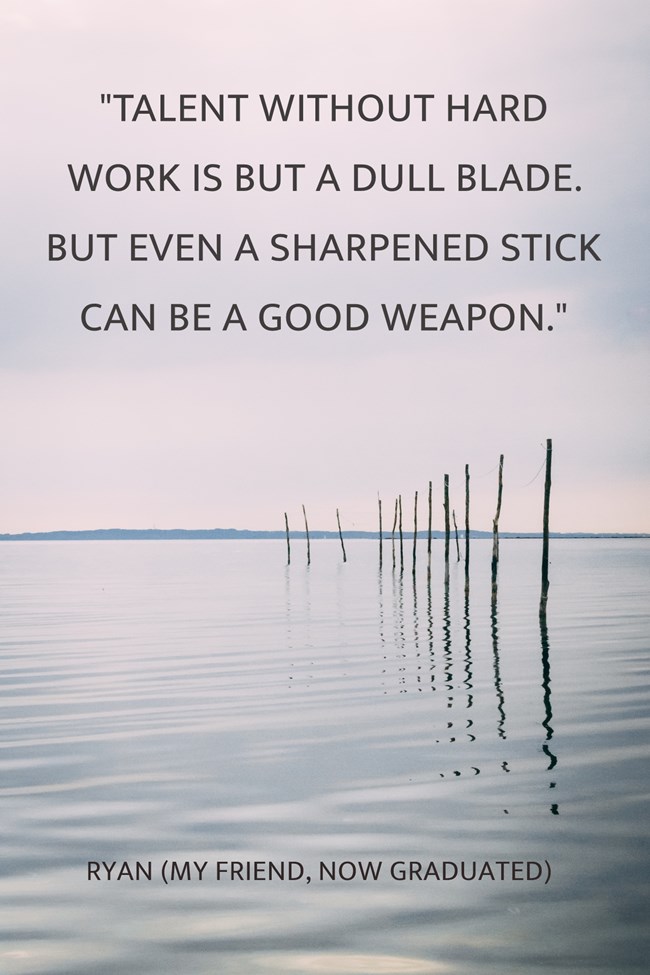 "TALENT WITHOUT HARD
WORK IS BUT A DULL BLADE.
BUT EVEN A SHARPENED STICK
CAN BE A GOOD WEAPON."
RYAN (MY FRIEND, NOW GRADUATED)